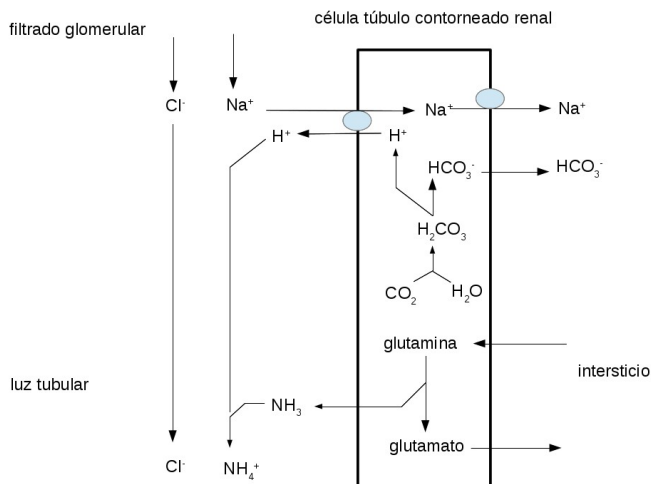 célula túbulo contorneado renal
filtrado glomerular
Cl⁻ Na⁺ Na⁺ Na⁺
H⁺ H⁺
HCO₃⁻ HCO₃⁻
H₂CO₃
CO₂ H₂O
glutamina
intersticio
luz tubular
NH₃
glutamato
Cl⁻ NH₄⁺